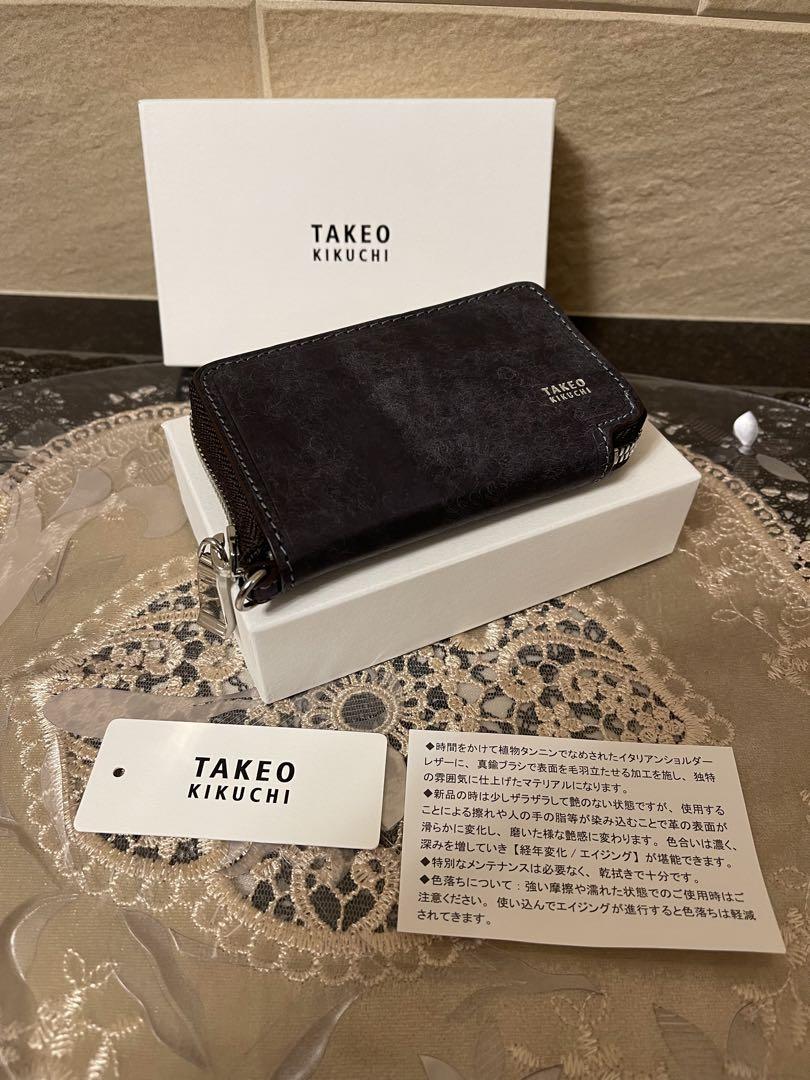 TAKEO
KIKUCHI
TAKEO
KIKUCHI
TAKEO
KIKUCHI
◆時間をかけて植物タンニンでなめされたイタリアンショルダー
レザーに、真鍮ブラシで表面を毛羽立たせる加工を施し、独特
の雰囲気に仕上げたマテリアルになります。
◆新品の時は少しザラザラして艶のない状態ですが、使用する
ことによる擦れや人の手の脂等が染み込むことで革の表面が
滑らかに変化し、磨いた様な艶感に変わります。色合いは濃く、
深みを増していき【経年変化/エイジング】が堪能できます。
◆特別なメンテナンスは必要なく、乾拭きで十分です。
◆色落ちについて：強い摩擦や濡れた状態でのご使用時はご
注意ください。使い込んでエイジングが進行すると色落ちは軽減
されてきます。